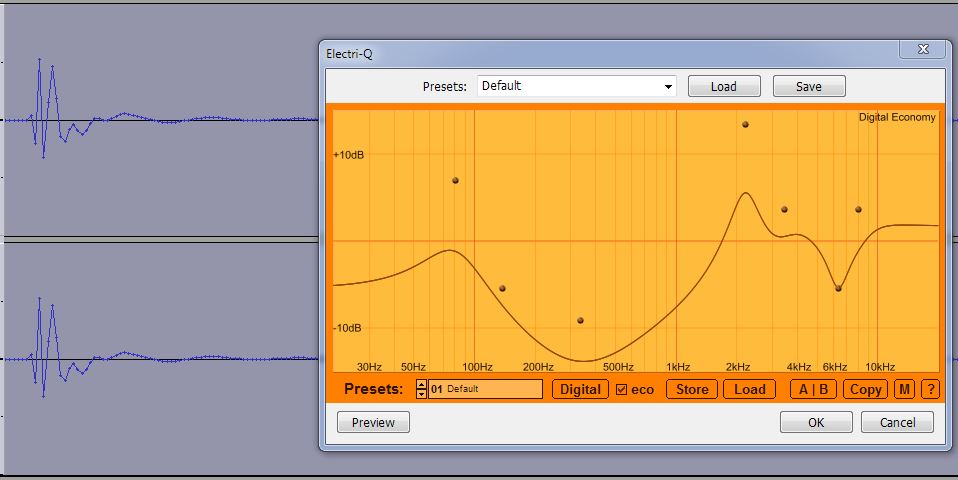 Electri-Q
Presets: Default Load Save
Digital Economy
+10dB
-10dB
30Hz 50Hz 100Hz 200Hz 500Hz 1kHz 2kHz 4kHz 6kHz 10kHz
Presets: 01 Default Digital eco Store Load A | B Copy M ?
Preview OK Cancel